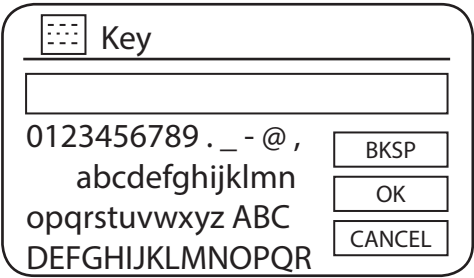 Key
0123456789 . _ - @ ,
abcdefghijklmn
opqrstuvwxyz ABC
DEFGHIJKLMNOPQR
BKSP
OK
CANCEL